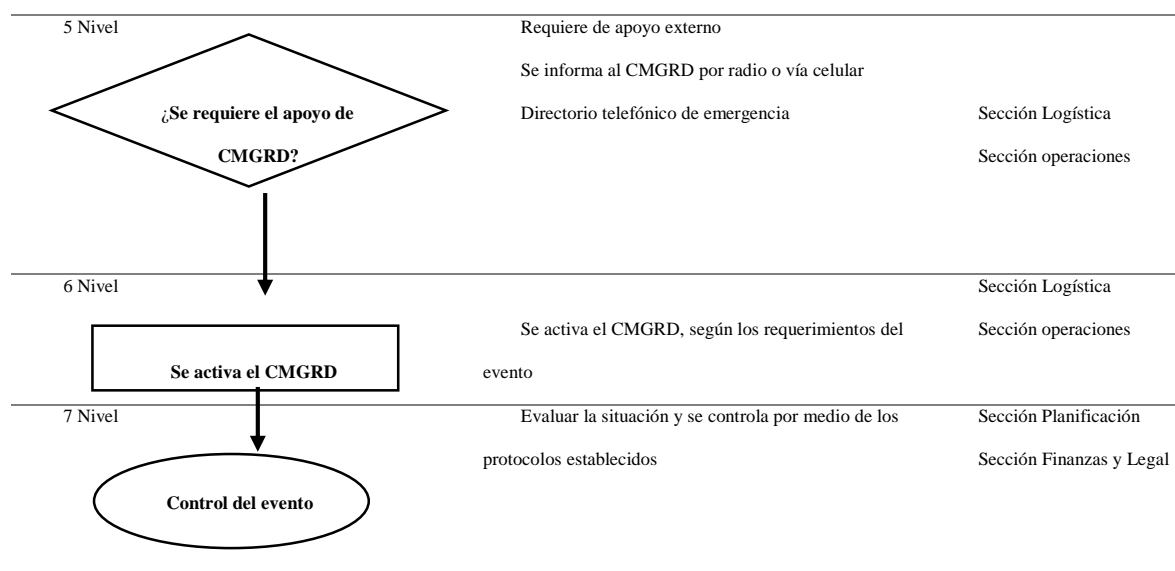 5 Nivel
Requiere de apoyo externo
Se informa al CMGRD por radio o vía celular
¿Se requiere el apoyo de
CMGRD?
Directorio telefónico de emergencia
Sección Logística
Sección operaciones
6 Nivel
Sección Logística
Se activa el CMGRD
Se activa el CMGRD, según los requerimientos del
evento
Sección operaciones
7 Nivel
Evaluar la situación y se controla por medio de los
protocolos establecidos
Sección Planificación
Sección Finanzas y Legal
Control del evento